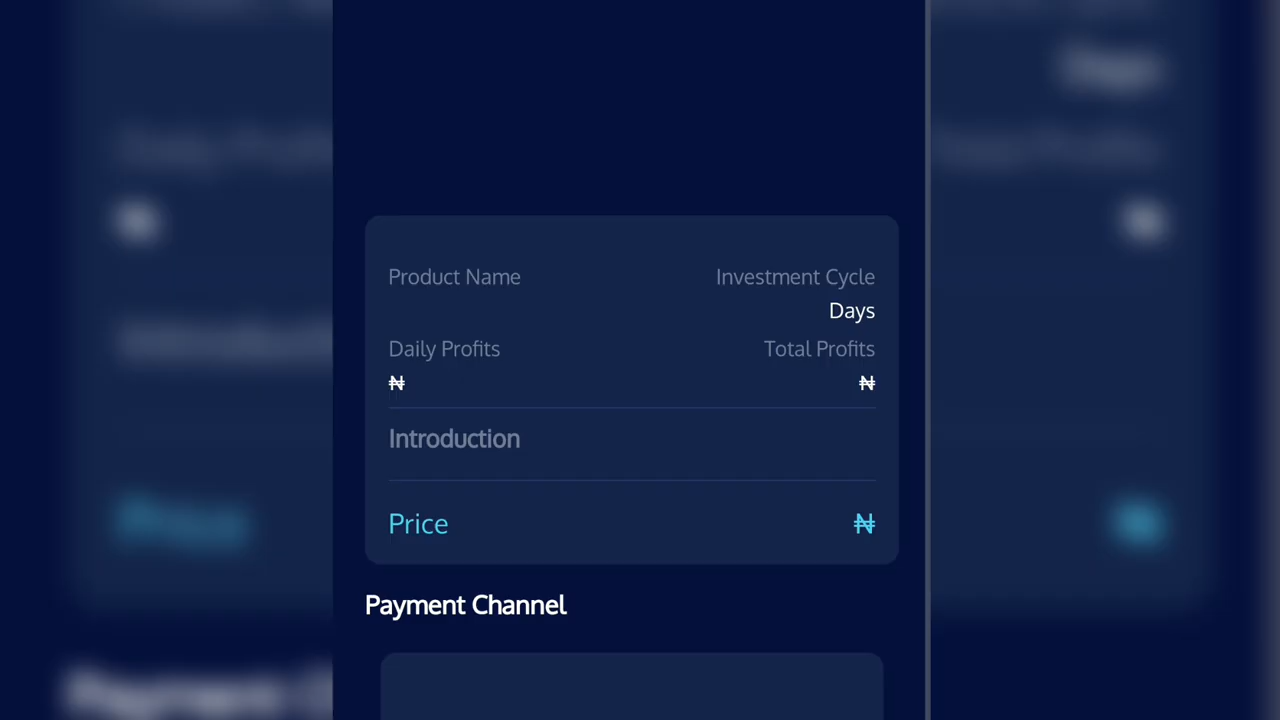 Product Name Investment Cycle
Days
Daily Profits Total Profits
₦ ₦
Introduction
Price ₦
Payment Channel